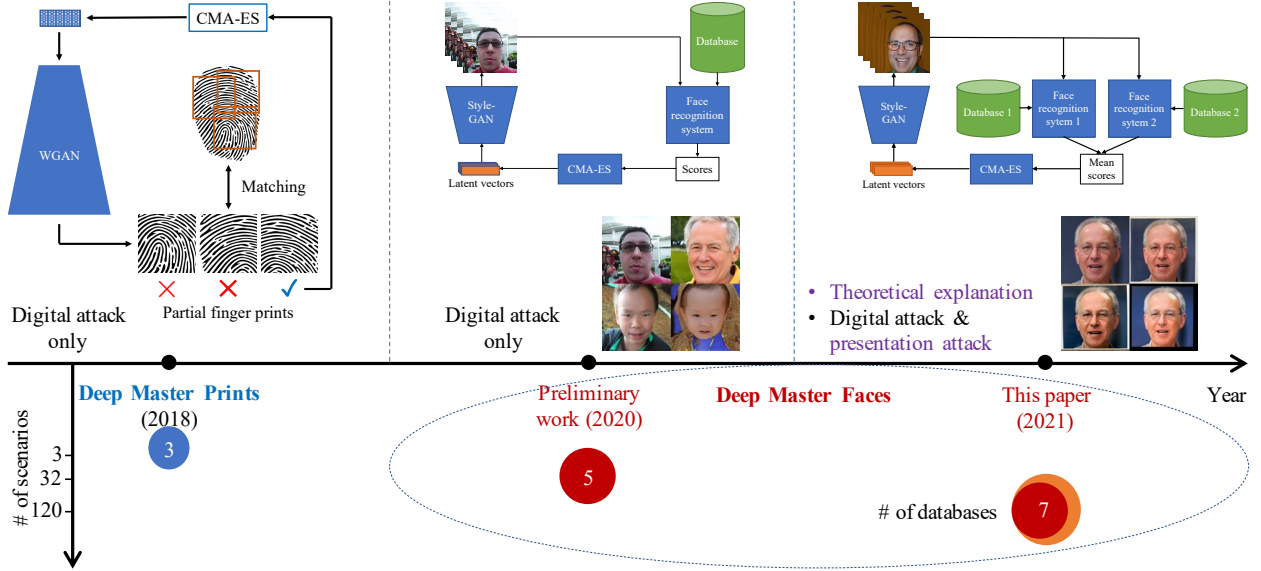 CMA-ES
WGAN
Matching
Partial finger prints
Digital attack
only
Database
Style-
GAN
Face
recognition
system
Latent vectors
CMA-ES
Scores
Digital attack
only
Style-
GAN
Database 1
Face
recognition
sytem 1
Face
recognition
sytem 2
Database 2
Latent vectors
CMA-ES
Mean
scores
• Theoretical explanation
• Digital attack &
presentation attack
Deep Master Prints
(2018)
Preliminary
work (2020)
Deep Master Faces
This paper
(2021)
Year
# of scenarios
3
32
120
3
5
# of databases
7